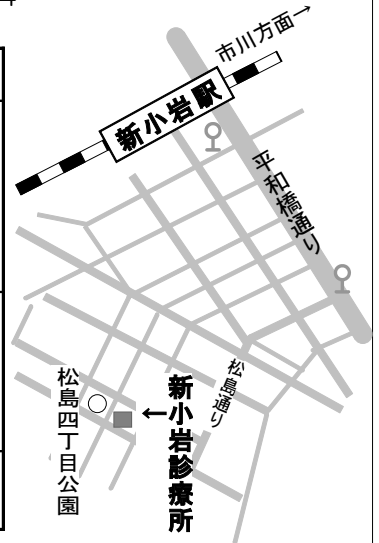 市川方面→
新小岩駅
平和橋通り
松島通り
←新小岩診療所
松島四丁目公園